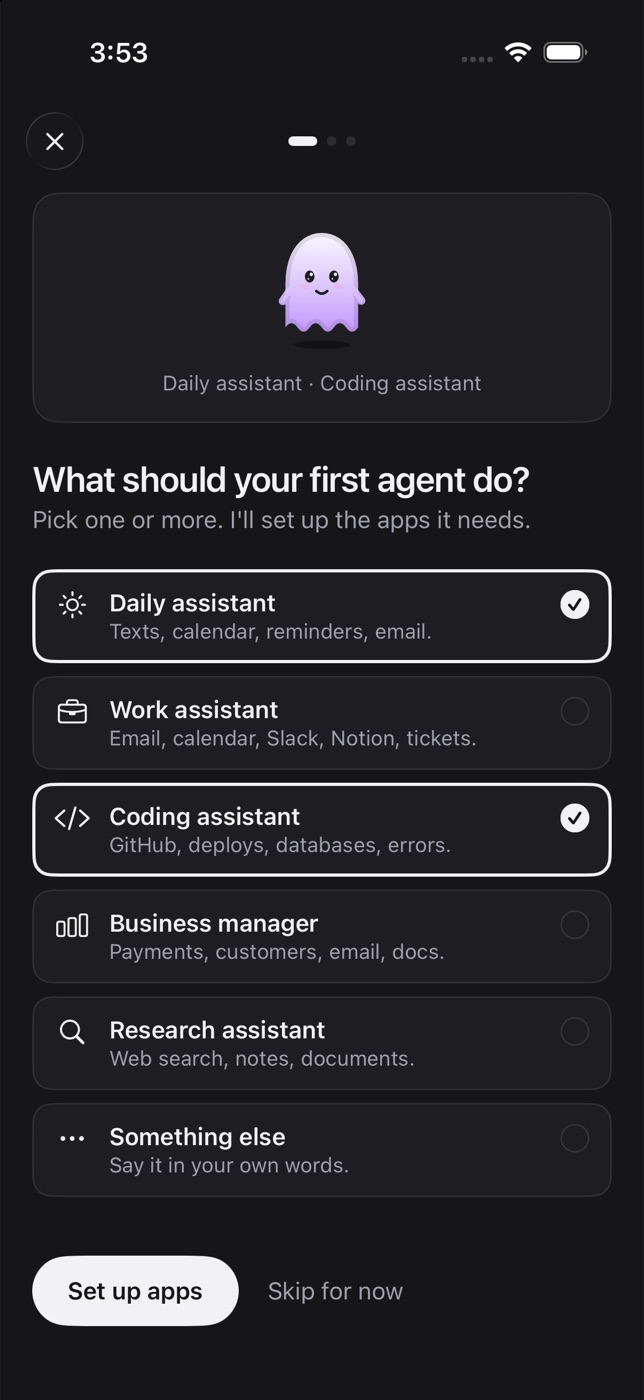 3:53
Daily assistant · Coding assistant
What should your first agent do?
Pick one or more. I'll set up the apps it needs.
Daily assistant
Texts, calendar, reminders, email.
Work assistant
Email, calendar, Slack, Notion, tickets.
Coding assistant
GitHub, deploys, databases, errors.
Business manager
Payments, customers, email, docs.
Research assistant
Web search, notes, documents.
Something else
Say it in your own words.
Set up apps
Skip for now